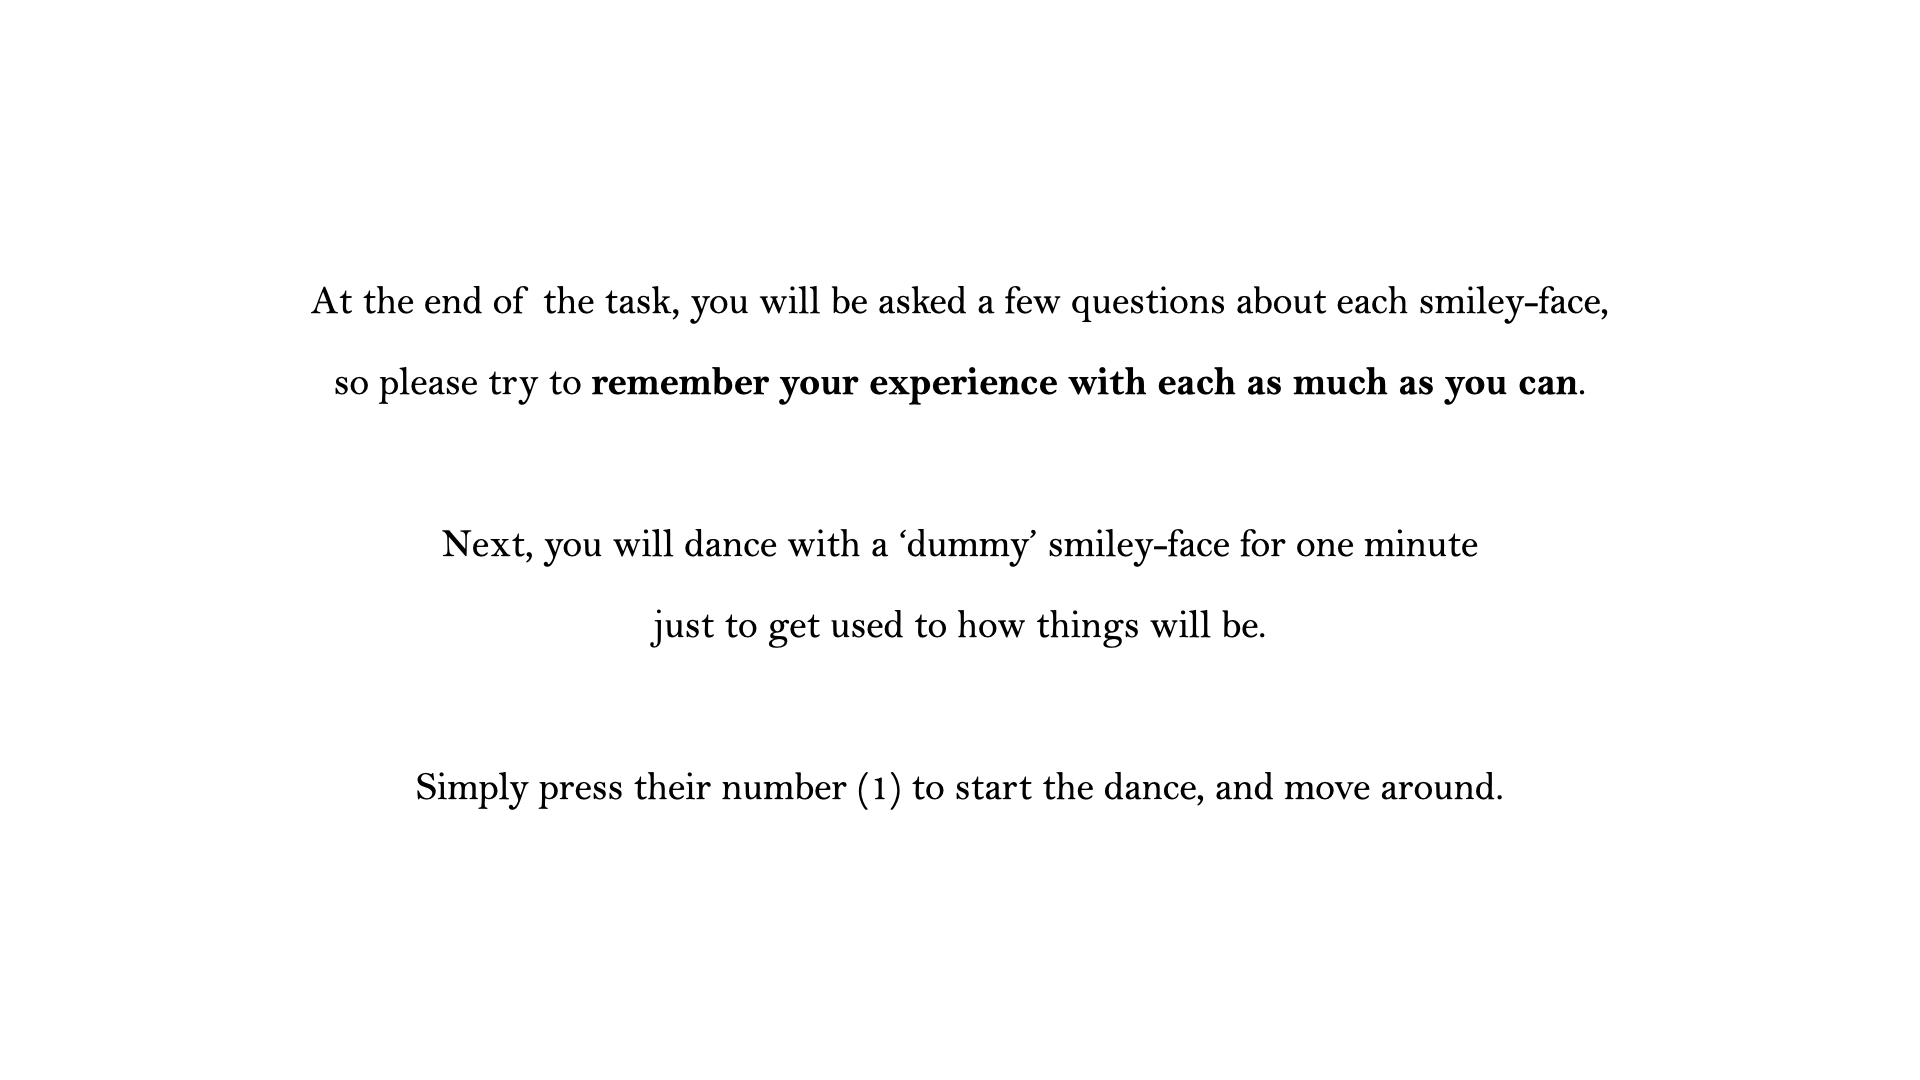 At the end of the task, you will be asked a few questions about each smiley-face,
so please try to remember your experience with each as much as you can.
Next, you will dance with a ‘dummy’ smiley-face for one minute
just to get used to how things will be.
Simply press their number (1) to start the dance, and move around.